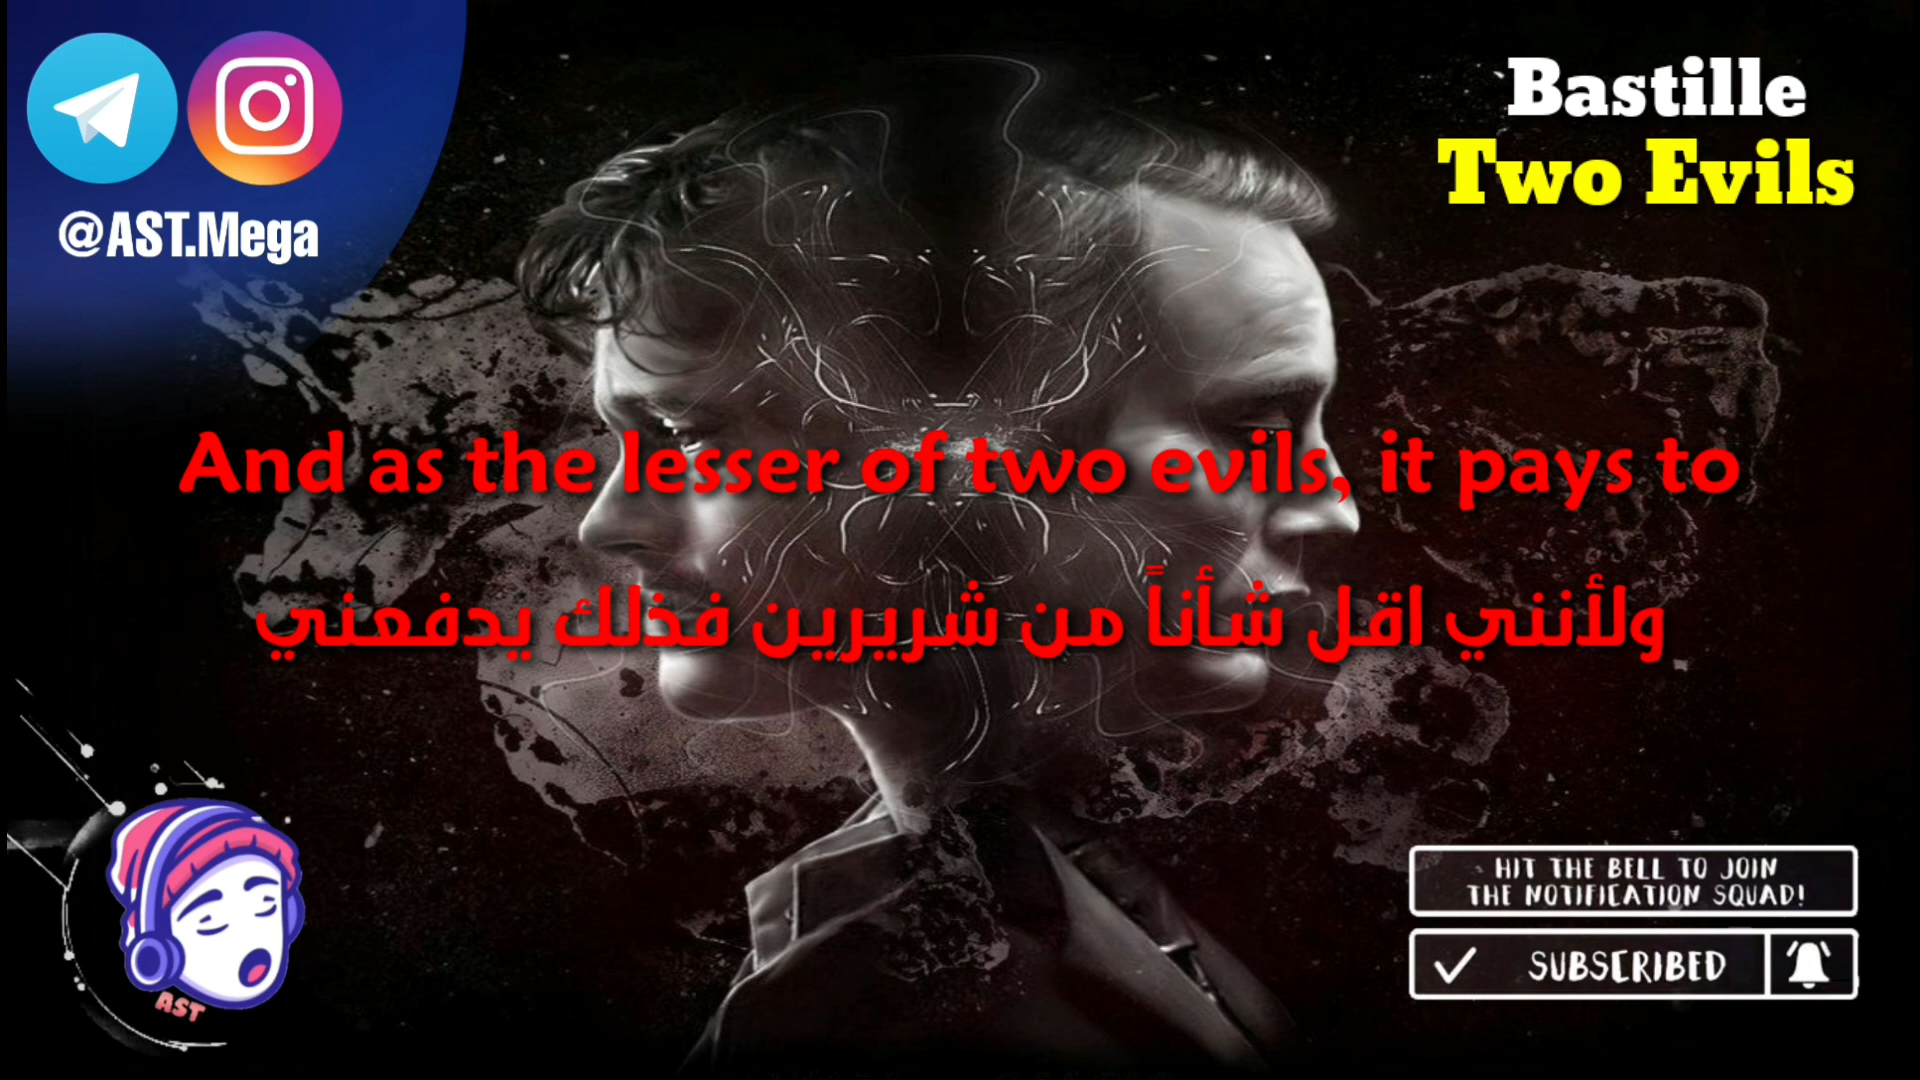 @AST.Mega
Bastille
Two Evils
And as the lesser of two evils, it pays to
ولأنني اقل شأناً من شريرين فذلك يدفعني
AST
HIT THE BELL TO JOIN
THE NOTIFICATION SQUAD!
SUBSCRIBED